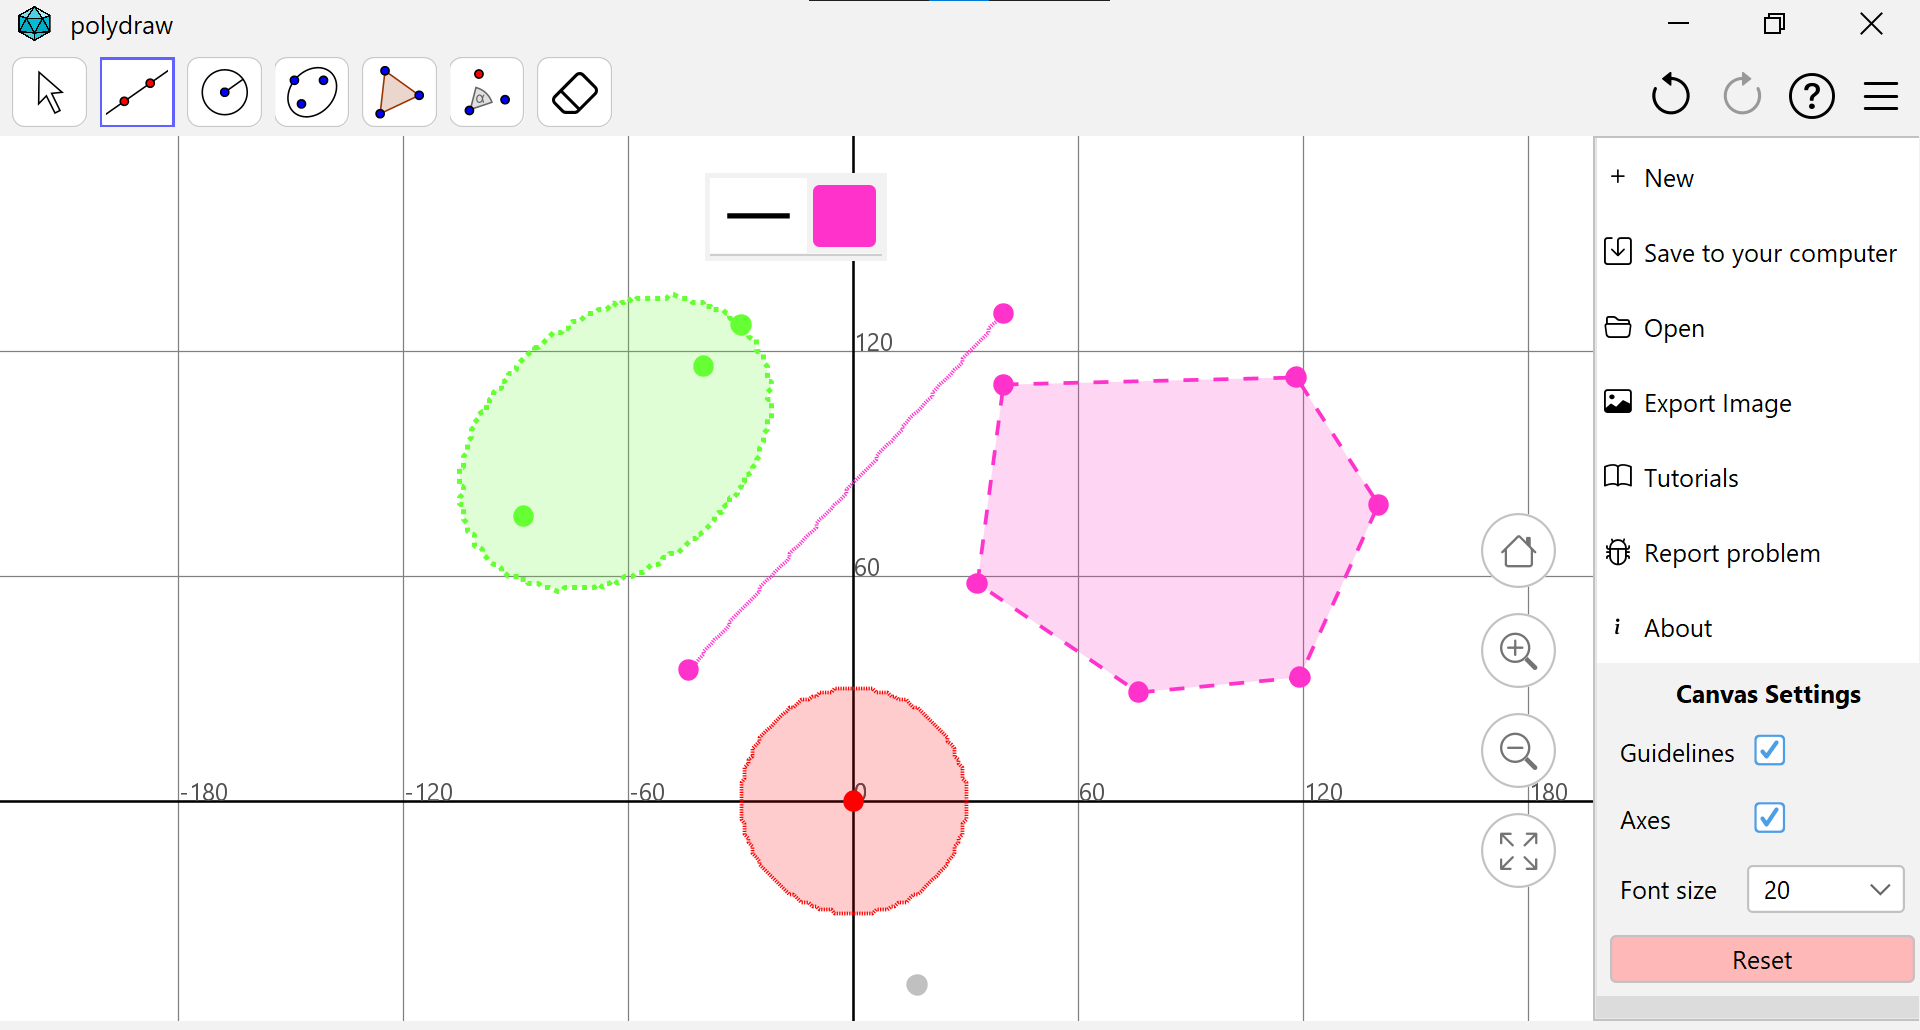 polydraw
α
?
+ New
Save to your computer
Open
Export Image
Tutorials
Report problem
i About
120
60
-180 -120 -60 0 60 120 180
Canvas Settings
Guidelines
Axes
Font size 20
Reset